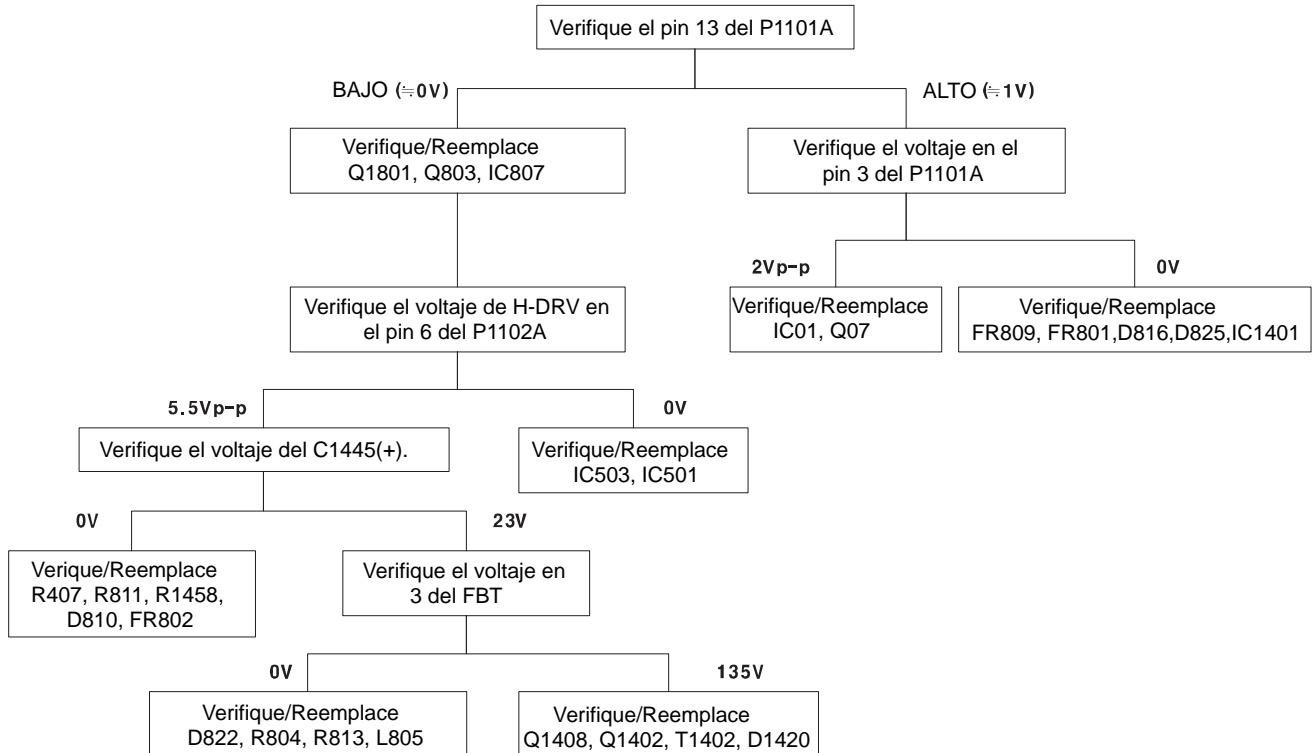 Verifique el pin 13 del P1101A
BAJO (≒0V)
ALTO (≒1V)
Verifique/Reemplace
Q1801, Q803, IC807
Verifique el voltaje en el
pin 3 del P1101A
2Vp-p
0V
Verifique el voltaje de H-DRV en
el pin 6 del P1102A
Verifique/Reemplace
IC01, Q07
Verifique/Reemplace
FR809, FR801,D816,D825,IC1401
5.5Vp-p
0V
Verifique el voltaje del C1445(+).
Verifique/Reemplace
IC503, IC501
0V
23V
Verique/Reemplace
R407, R811, R1458,
D810, FR802
Verifique el voltaje en
3 del FBT
0V
135V
Verifique/Reemplace
D822, R804, R813, L805
Verifique/Reemplace
Q1408, Q1402, T1402, D1420